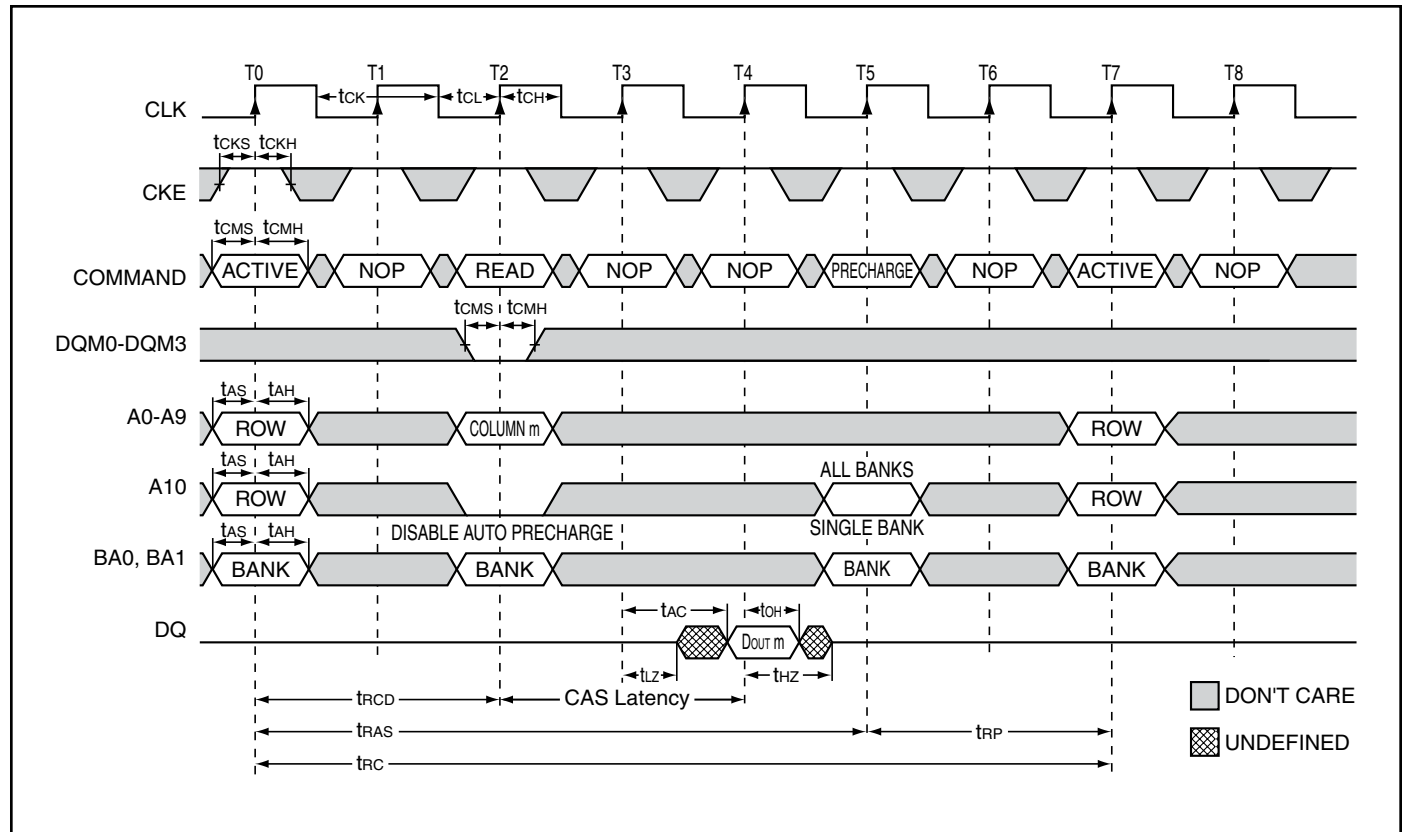 T0 T1 T2 T3 T4 T5 T6 T7 T8
CLK tCK tCL tCH
tCKS tCKH
CKE
tCMS tCMH
COMMAND ACTIVE NOP READ NOP NOP PRECHARGE NOP ACTIVE NOP
tCMS tCMH
DQM0-DQM3
tAS tAH
A0-A9 ROW COLUMN m ROW
tAS tAH ALL BANKS
A10 ROW ROW
DISABLE AUTO PRECHARGE SINGLE BANK
tAS tAH
BA0, BA1 BANK BANK BANK BANK
tAC tOH
DQ DOUT m
tLZ tHZ
tRCD CAS Latency
DON'T CARE
tRAS tRP
UNDEFINED
tRC